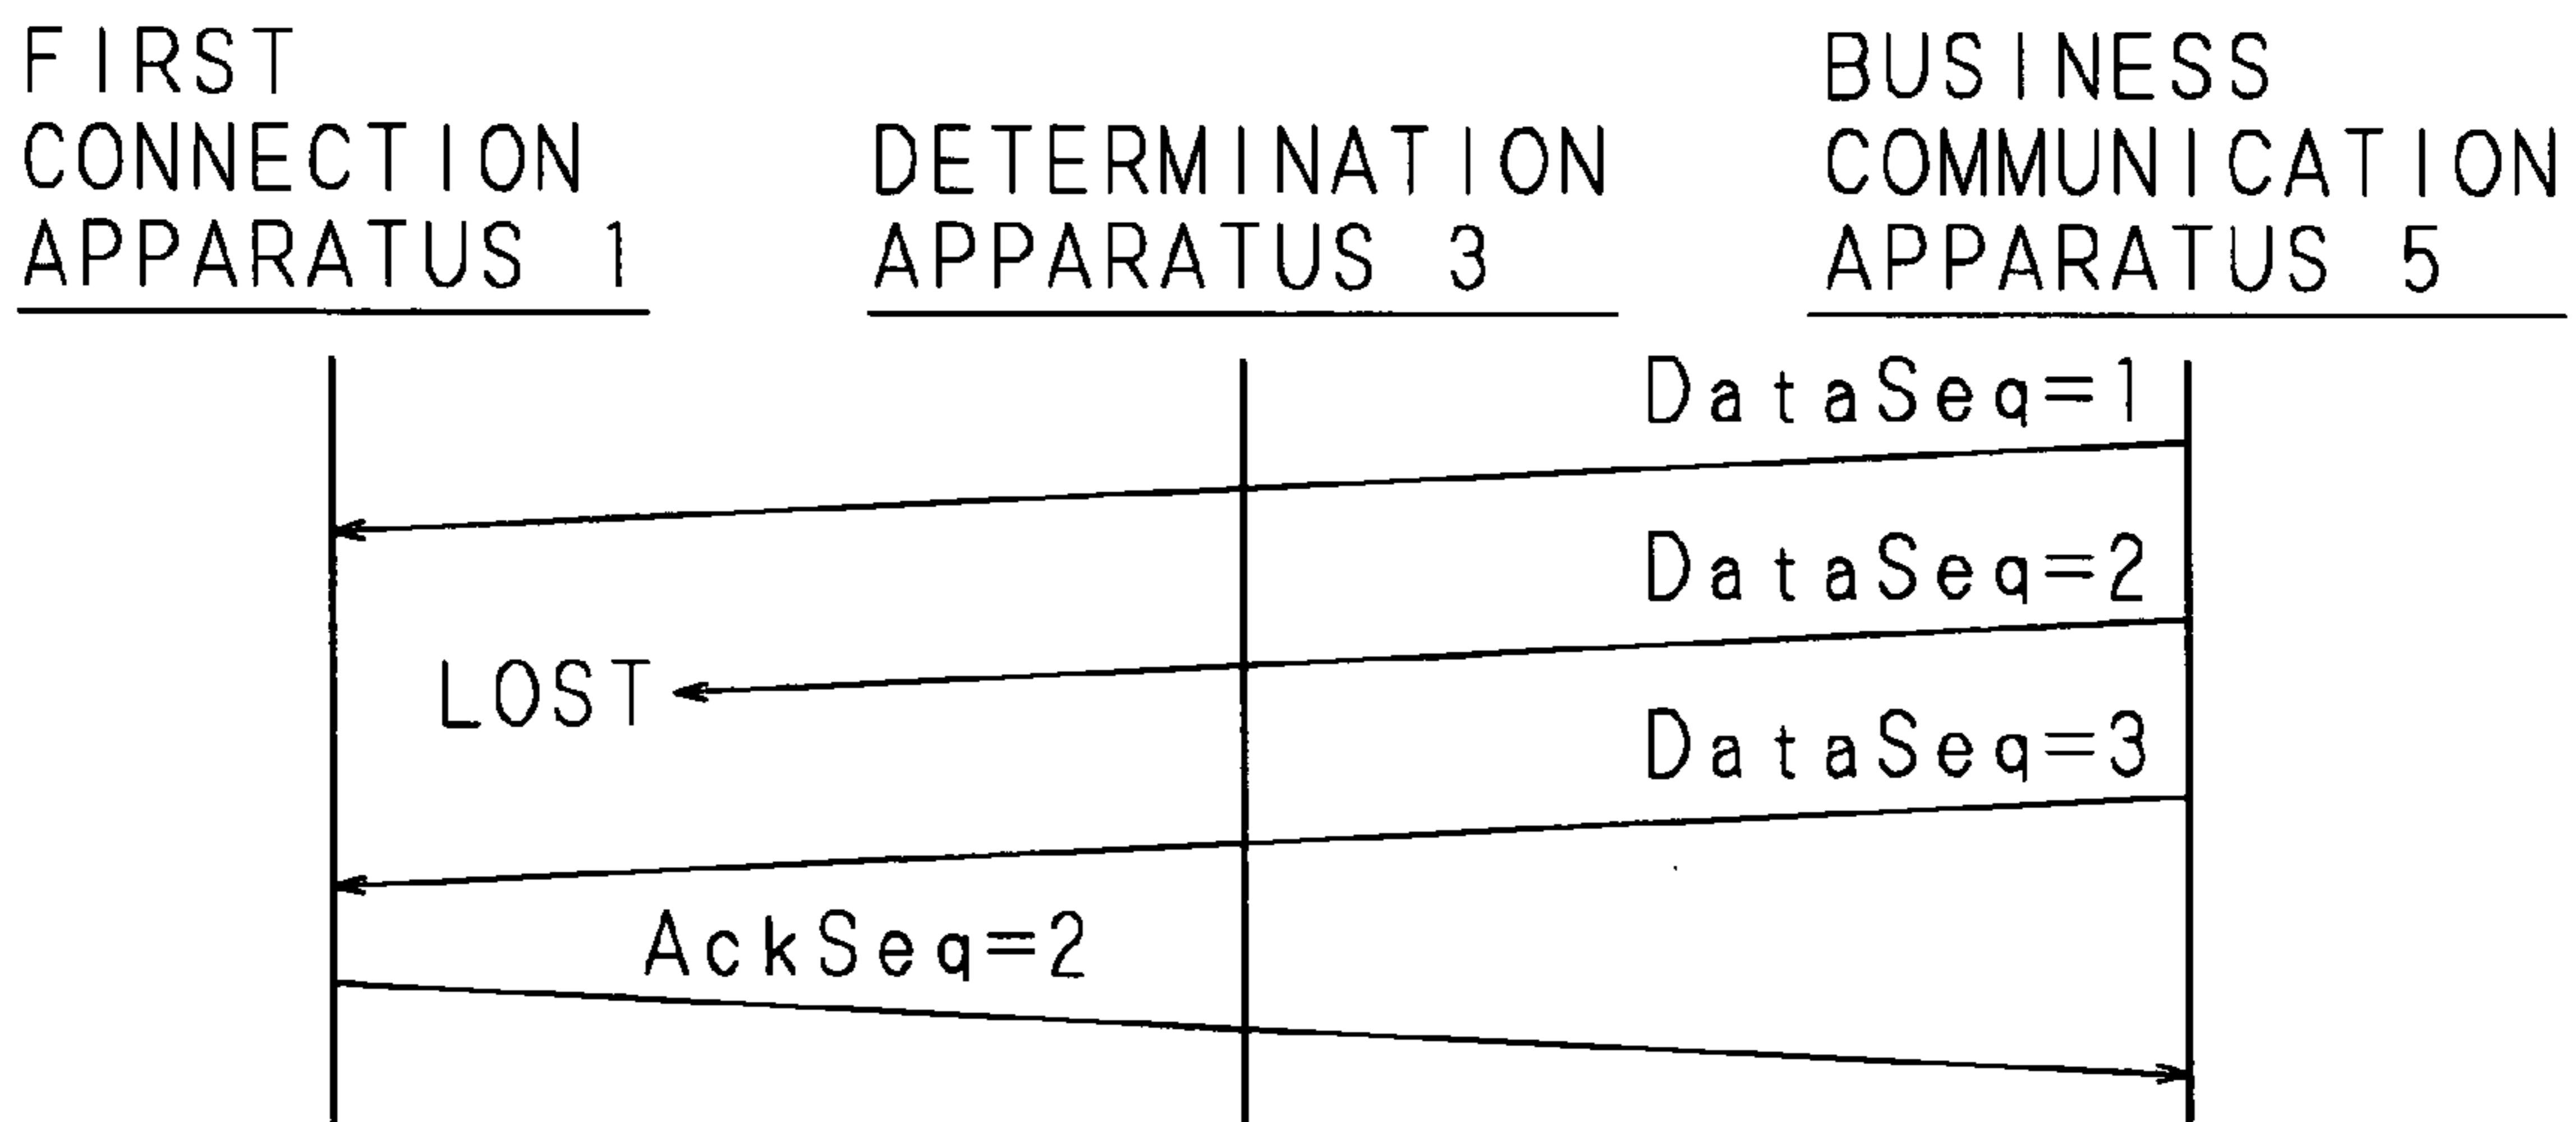 FIRST
CONNECTION
APPARATUS 1
DETERMINATION
APPARATUS 3
BUSINESS
COMMUNICATION
APPARATUS 5
DataSeq=1
DataSeq=2
LOST
DataSeq=3
AckSeq=2